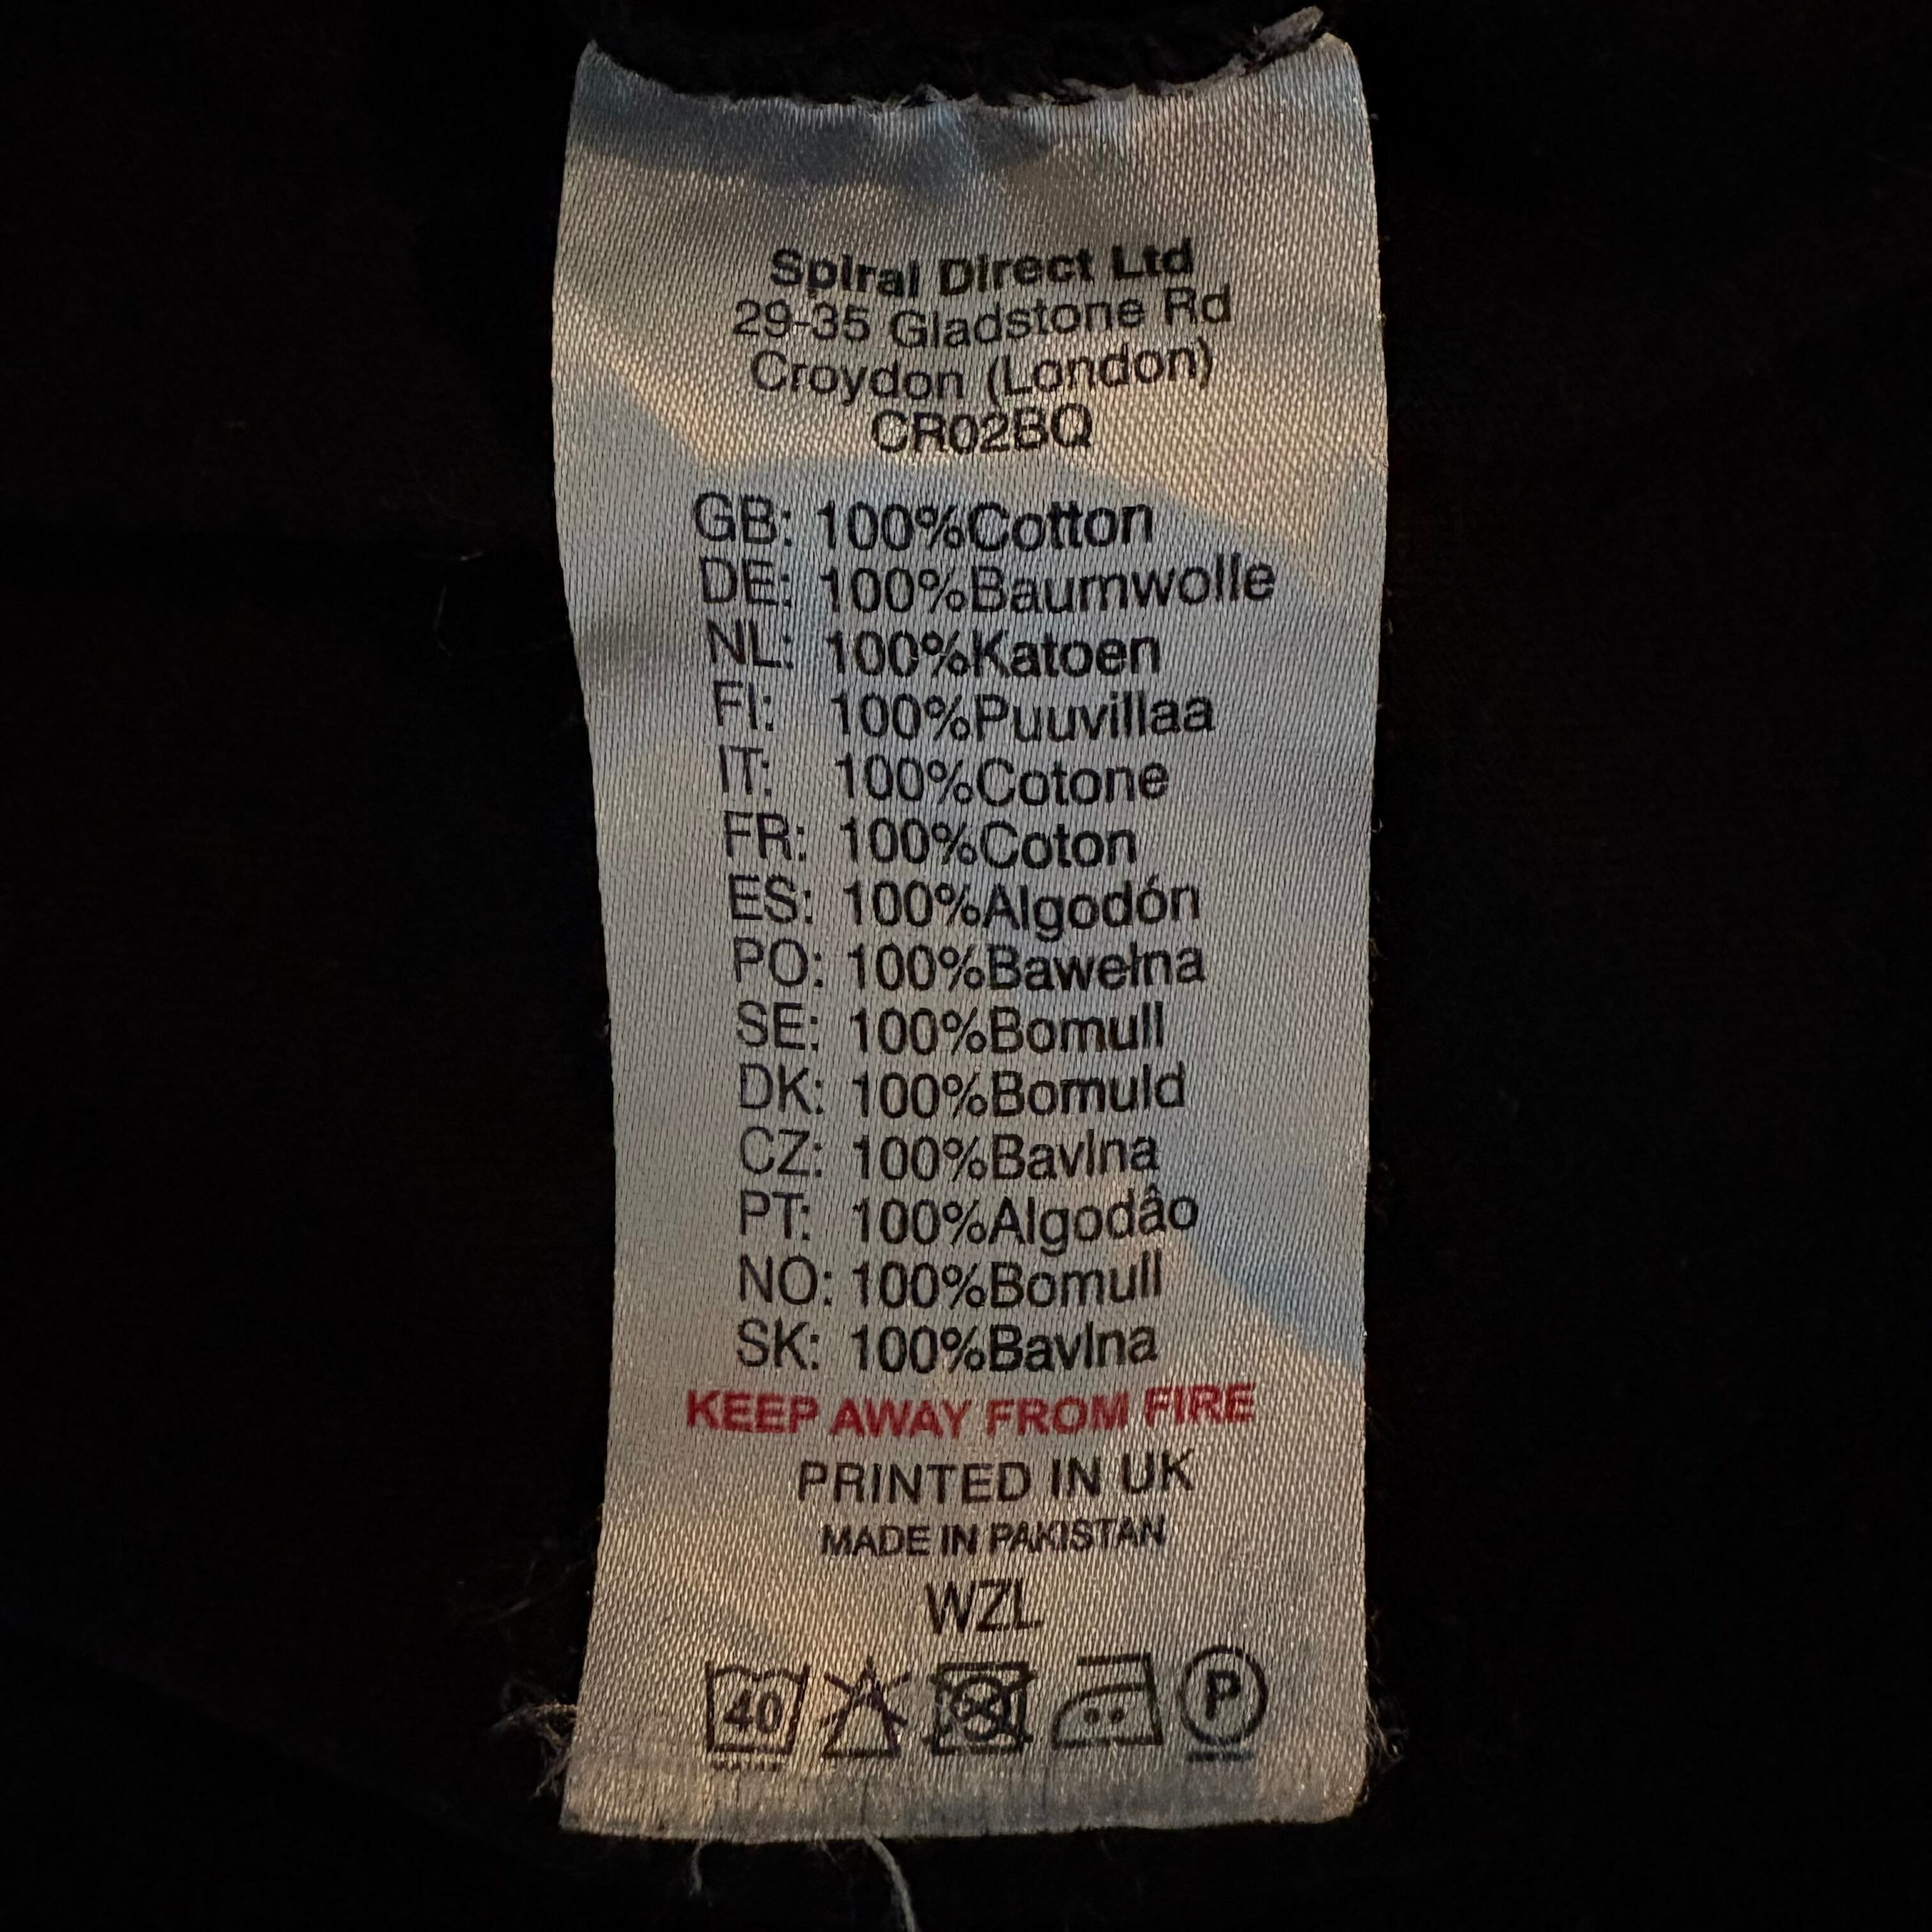 Spiral Direct Ltd
29-35 Gladstone Rd
Croydon (London)
CR02BQ
GB: 100%Cotton
DE: 100%Baumwolle
NL: 100%Katoen
FI: 100%Puuvillaa
IT: 100%Cotone
FR: 100%Coton
ES: 100%Algodón
PO: 100%Bawełna
SE: 100%Bomull
DK: 100%Bomuld
CZ: 100%Bavlna
PT: 100%Algodâo
NO: 100%Bomull
SK: 100%Bavlna
KEEP AWAY FROM FIRE
PRINTED IN UK
MADE IN PAKISTAN
WZL
40 P